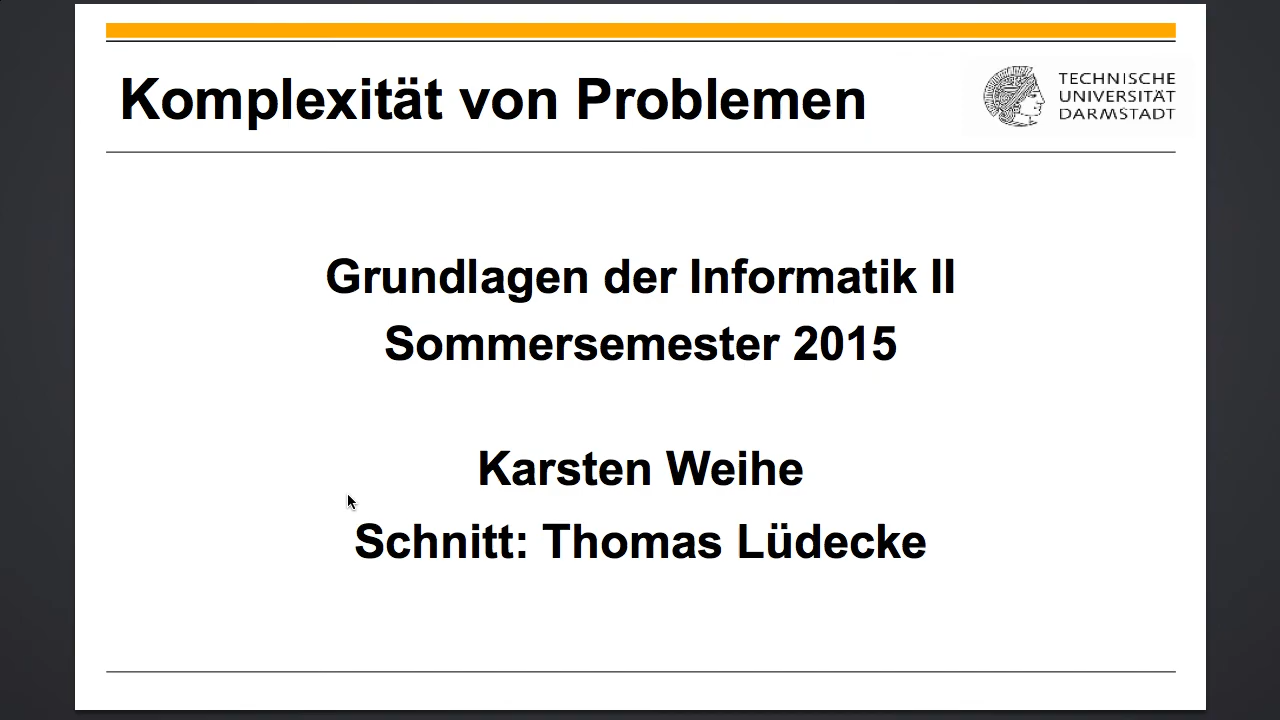 Komplexität von Problemen
TECHNISCHE
UNIVERSITÄT
DARMSTADT
Grundlagen der Informatik II
Sommersemester 2015
Karsten Weihe
Schnitt: Thomas Lüdecke